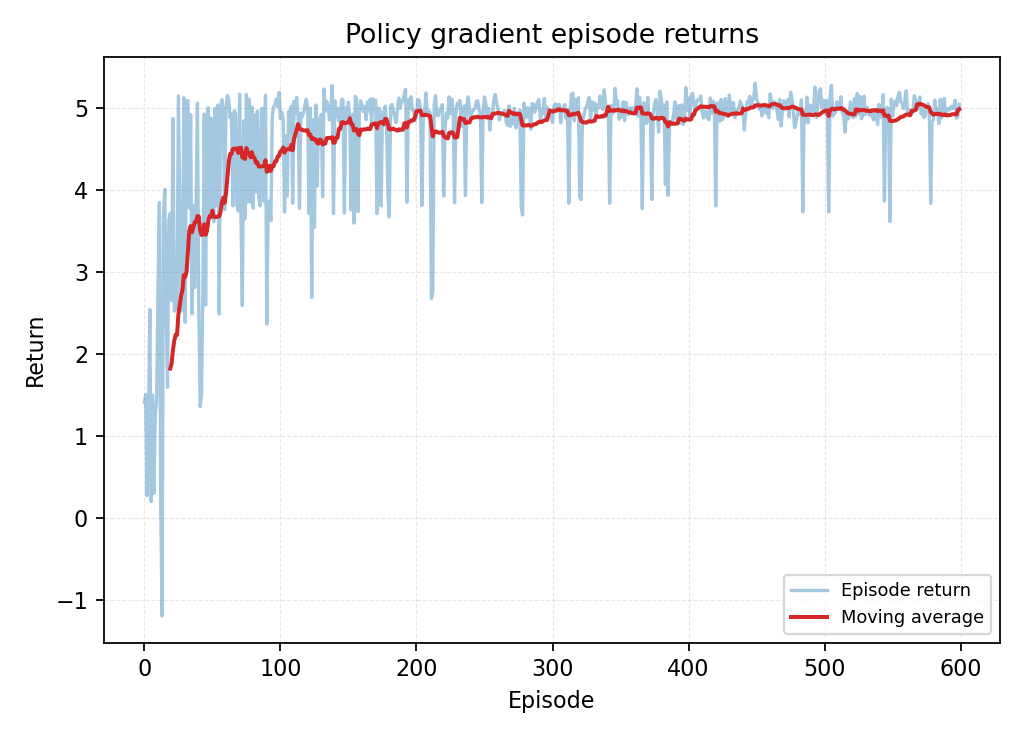 Policy gradient episode returns
Return
5
4
3
2
1
0
−1
0 100 200 300 400 500 600
Episode
Episode return
Moving average